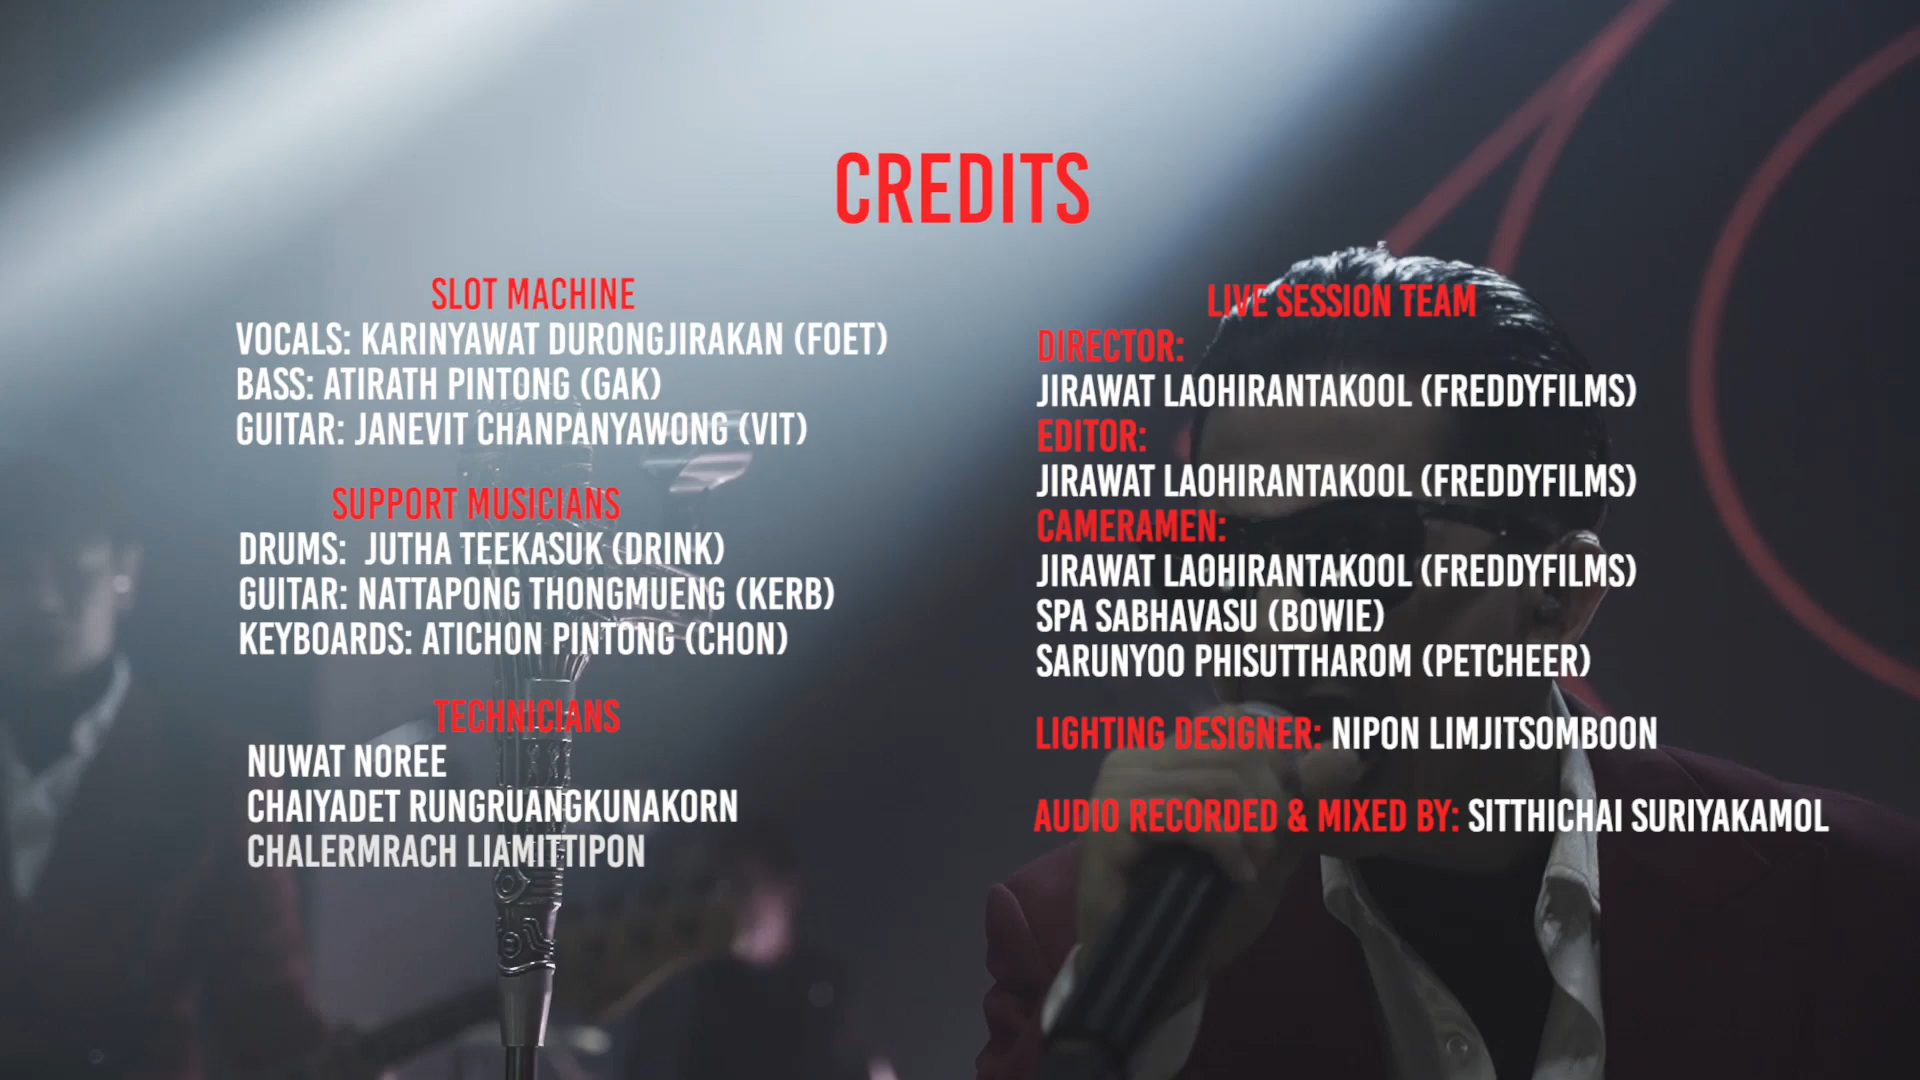 CREDITS
SLOT MACHINE
VOCALS: KARINYAWAT DURONGJIRAKAN (FOET)
BASS: ATIRATH PINTONG (GAK)
GUITAR: JANEVIT CHANPANYAWONG (VIT)
SUPPORT MUSICIANS
DRUMS: JUTHA TEEKASUK (DRINK)
GUITAR: NATTAPONG THONGMUENG (KERB)
KEYBOARDS: ATICHON PINTONG (CHON)
TECHNICIANS
NUWAT NOREE
CHAIYADET RUNGRUANGKUNAKORN
CHALERMRACH LIAMITTIPON
LIVE SESSION TEAM
DIRECTOR:
JIRAWAT LAOHIRANTAKOOL (FREDDYFILMS)
EDITOR:
JIRAWAT LAOHIRANTAKOOL (FREDDYFILMS)
CAMERAMEN:
JIRAWAT LAOHIRANTAKOOL (FREDDYFILMS)
SPA SABHAVASU (BOWIE)
SARUNYOO PHISUTTHAROM (PETCHEER)
LIGHTING DESIGNER: NIPON LIMJITSOMBOON
AUDIO RECORDED & MIXED BY: SITTHICHAI SURIYAKAMOL